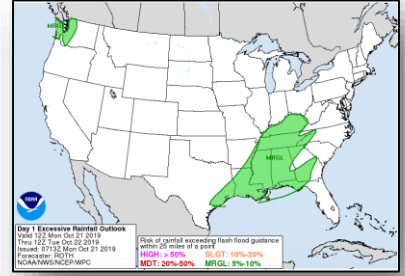 MRGL
MRGL
NOAA
Day 1 Excessive Rainfall Outlook
Valid 12Z Mon Oct 21 2019
Thru 12Z Tue Oct 22 2019
Issued: 0713Z Mon Oct 21 2019
Forecaster: ROTH
NOAA/NWS/NCEP/WPC
Risk of rainfall exceeding flash flood guidance
within 25 miles of a point
HIGH: > 50% SLGT: 10%-20%
MDT: 20%-50% MRGL: 5%-10%